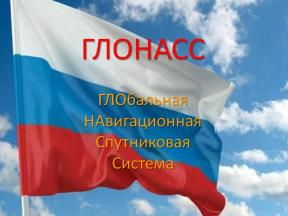 ГЛОНАСС
ГЛОбальная
НАвигационная
Спутниковая
Система